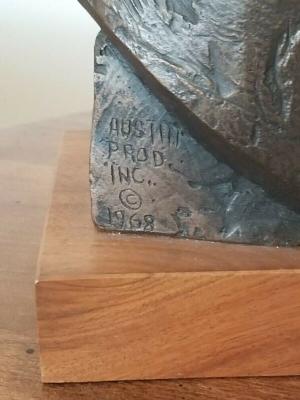 AUSTIN
PROD.
INC..
©
1968